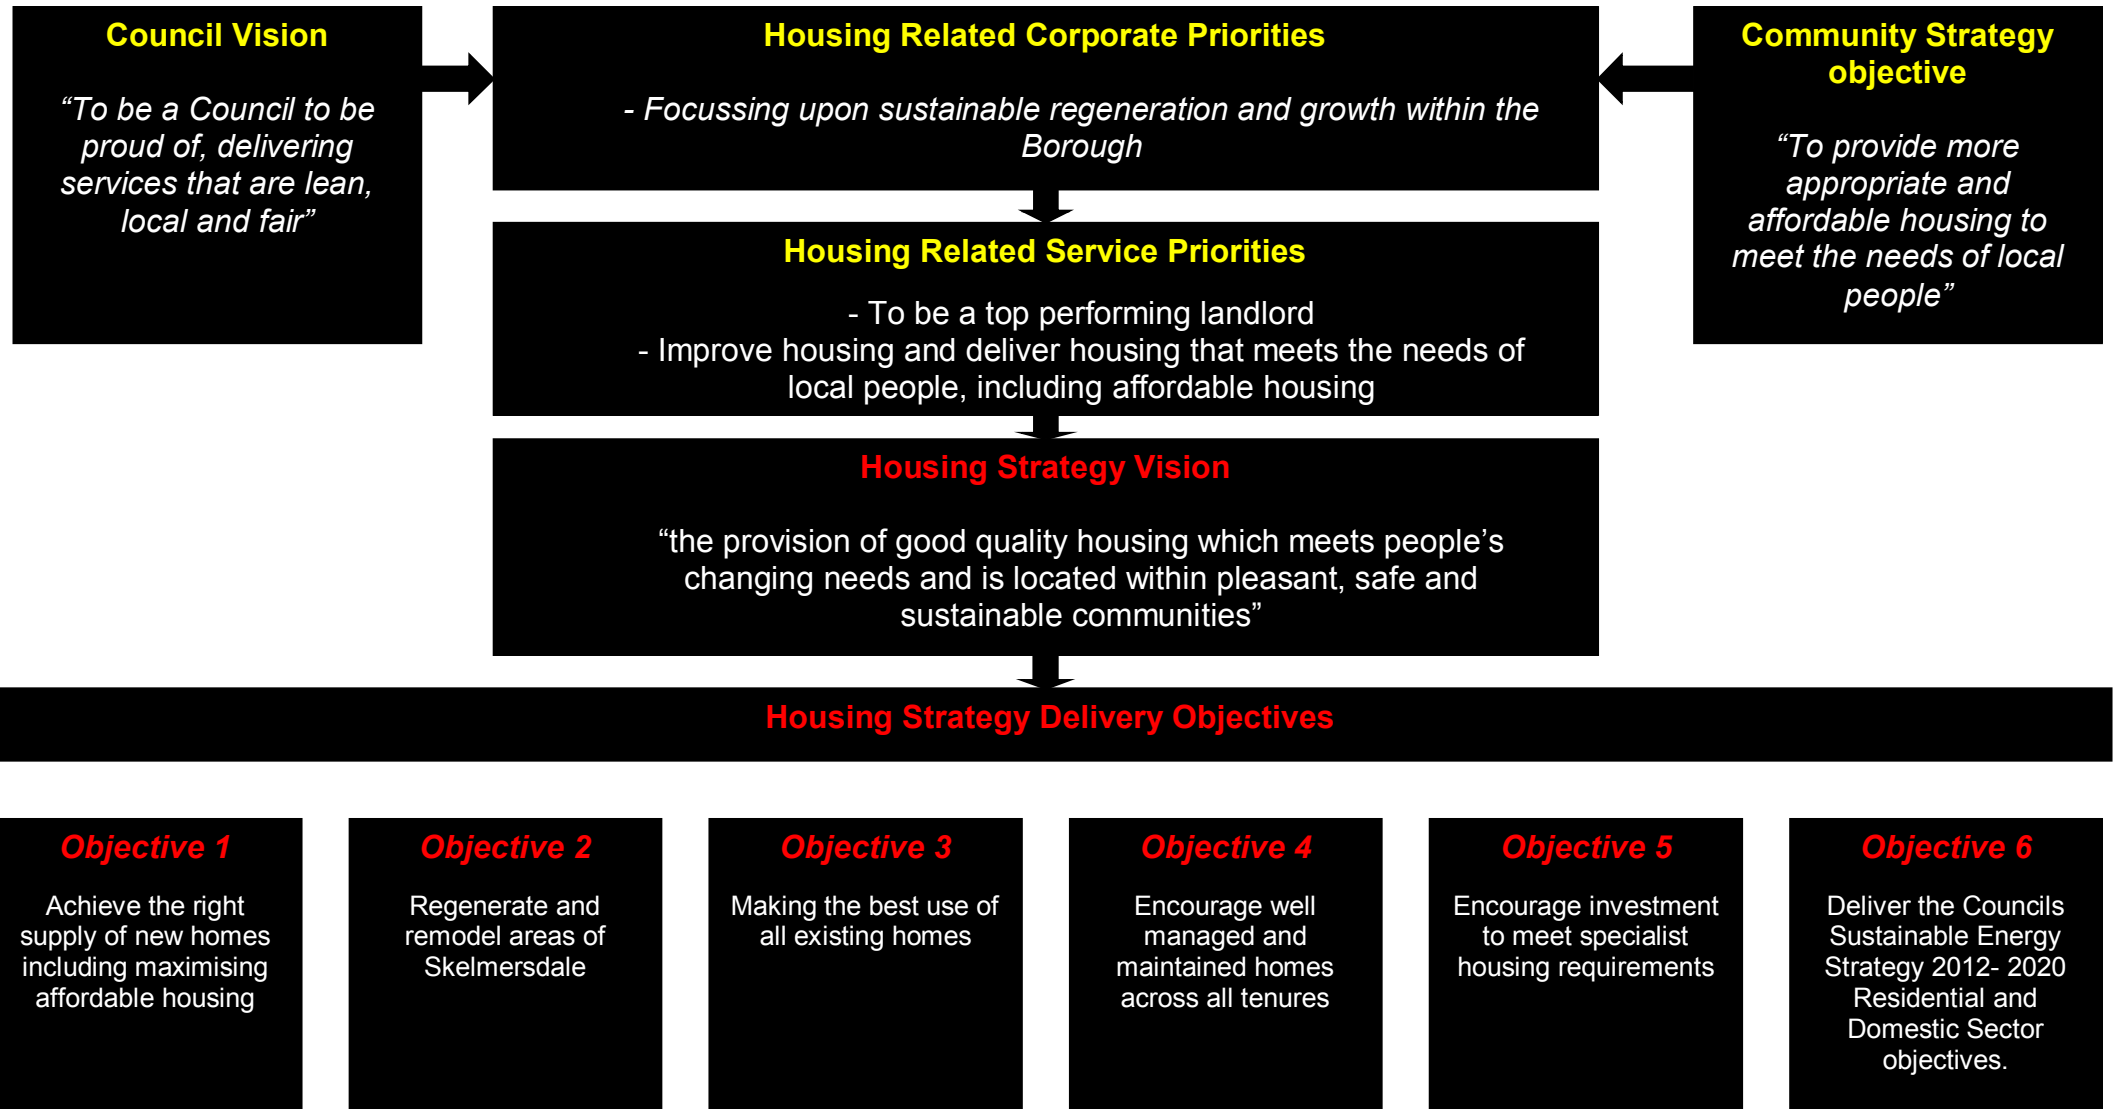 Council Vision
“To be a Council to be
proud of, delivering
services that are lean,
local and fair”
Housing Related Corporate Priorities
- Focussing upon sustainable regeneration and growth within the
Borough
Community Strategy
objective
“To provide more
appropriate and
affordable housing to
meet the needs of local
people”
Housing Related Service Priorities
- To be a top performing landlord
- Improve housing and deliver housing that meets the needs of
local people, including affordable housing
Housing Strategy Vision
“the provision of good quality housing which meets people’s
changing needs and is located within pleasant, safe and
sustainable communities”
Housing Strategy Delivery Objectives
Objective 1
Achieve the right
supply of new homes
including maximising
affordable housing
Objective 2
Regenerate and
remodel areas of
Skelmersdale
Objective 3
Making the best use of
all existing homes
Objective 4
Encourage well
managed and
maintained homes
across all tenures
Objective 5
Encourage investment
to meet specialist
housing requirements
Objective 6
Deliver the Councils
Sustainable Energy
Strategy 2012- 2020
Residential and
Domestic Sector
objectives.